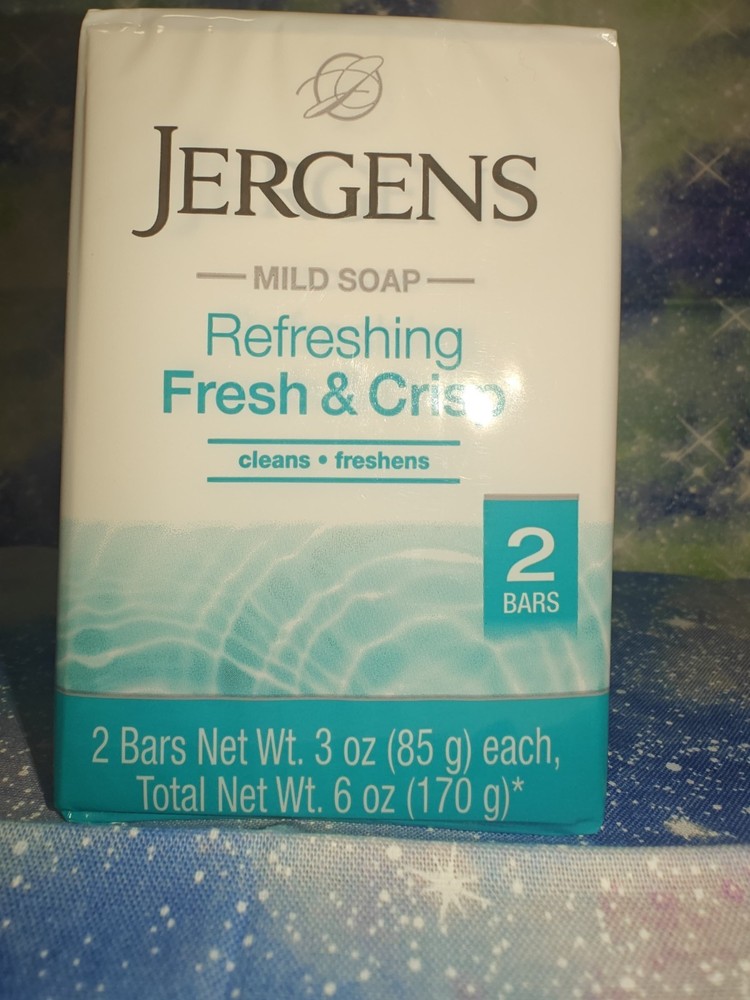 JERGENS
MILD SOAP
Refreshing
Fresh & Crisp
cleans • freshens
2
BARS
2 Bars Net Wt. 3 oz (85 g) each,
Total Net Wt. 6 oz (170 g)*